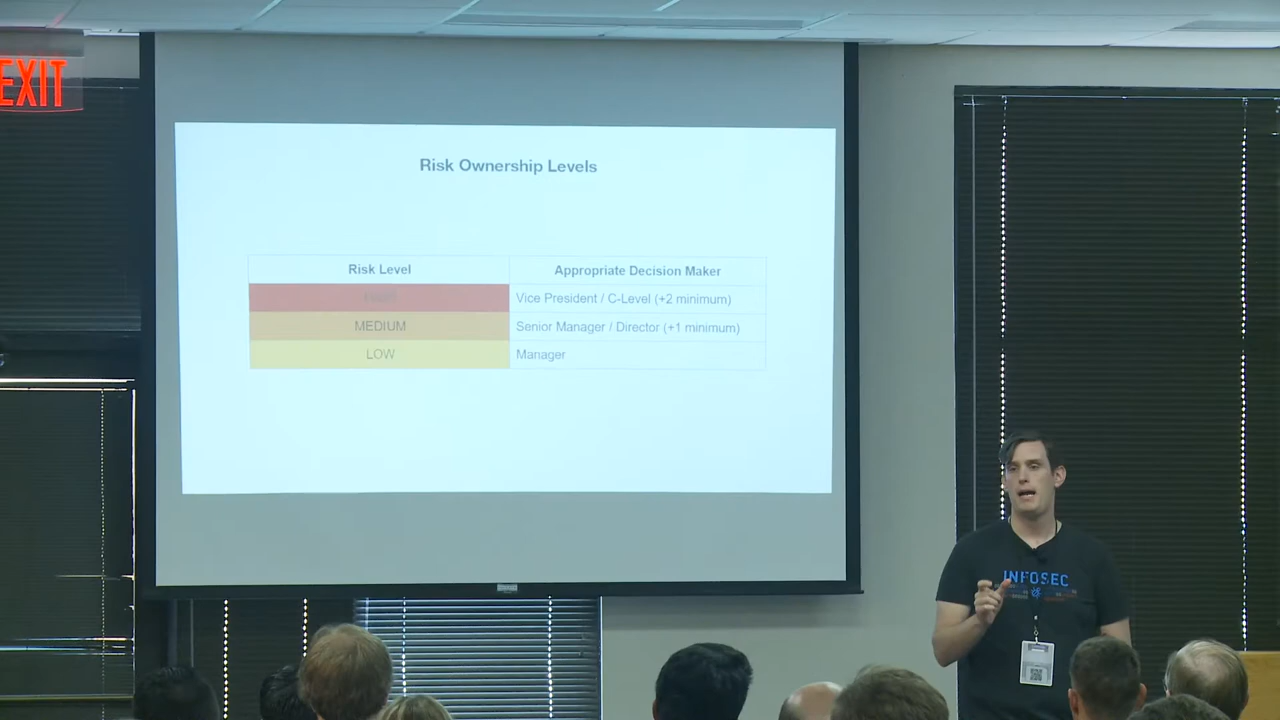 EXIT
Risk Ownership Levels
Risk Level Appropriate Decision Maker
HIGH Vice President / C-Level (+2 minimum)
MEDIUM Senior Manager / Director (+1 minimum)
LOW Manager
INFOSEC